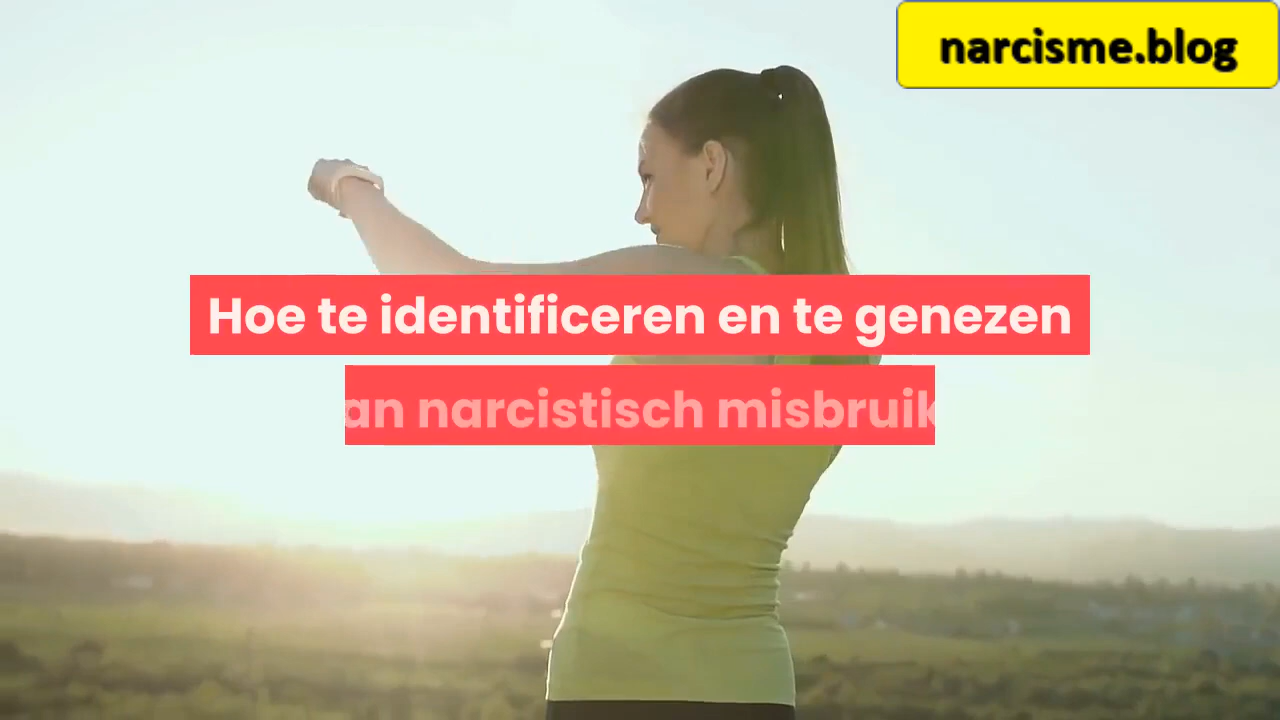 narcisme.blog
Hoe te identificeren en te genezen
an narcistisch misbruik